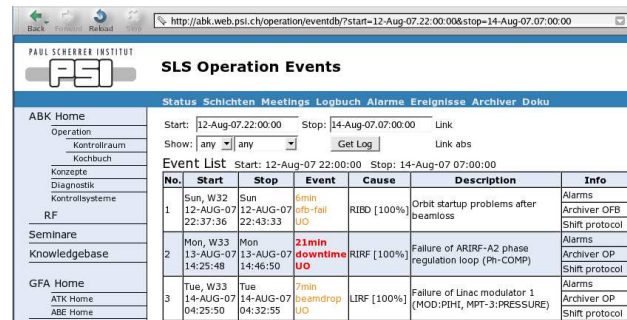 Back Forward Reload Stop http://abk.web.psi.ch/operation/eventdb/?start=12-Aug-07.22:00:00&stop=14-Aug-07.07:00:00
PAUL SCHERRER INSTITUT
PSI
SLS Operation Events
Status Schichten Meetings Logbuch Alarme Ereignisse Archiver Doku
ABK Home
Operation
Kontrollraum
Kochbuch
Konzepte
Diagnostik
Kontrollsysteme
RF
Seminare
Knowledgebase
GFA Home
ATK Home
ABE Home
Start: 12-Aug-07.22:00:00 Stop: 14-Aug-07.07:00:00 Link
Show: any any Get Log Link abs
Event List Start: 12-Aug-07 22:00:00 Stop: 14-Aug-07 07:00:00
No. Start Stop Event Cause Description Info
1
Sun, W32
12-AUG-07
22:37:36
Sun
12-AUG-07
22:43:33
6min
ofb-fail
UO
RIBD [100%]
Orbit startup problems after
beamloss
Alarms
Archiver OFB
Shift protocol
2
Mon, W33
13-AUG-07
14:25:48
Mon
13-AUG-07
14:46:50
21min
downtime
UO
RIRF [100%]
Failure of ARIRF-A2 phase
regulation loop (Ph-COMP)
Alarms
Archiver OP
Shift protocol
3
Tue, W33
14-AUG-07
04:25:50
Tue
14-AUG-07
04:32:55
7min
beamdrop
UO
LIRF [100%]
Failure of Linac modulator 1
(MOD:PIHI, MPT-3:PRESSURE)
Alarms
Archiver OP
Shift protocol